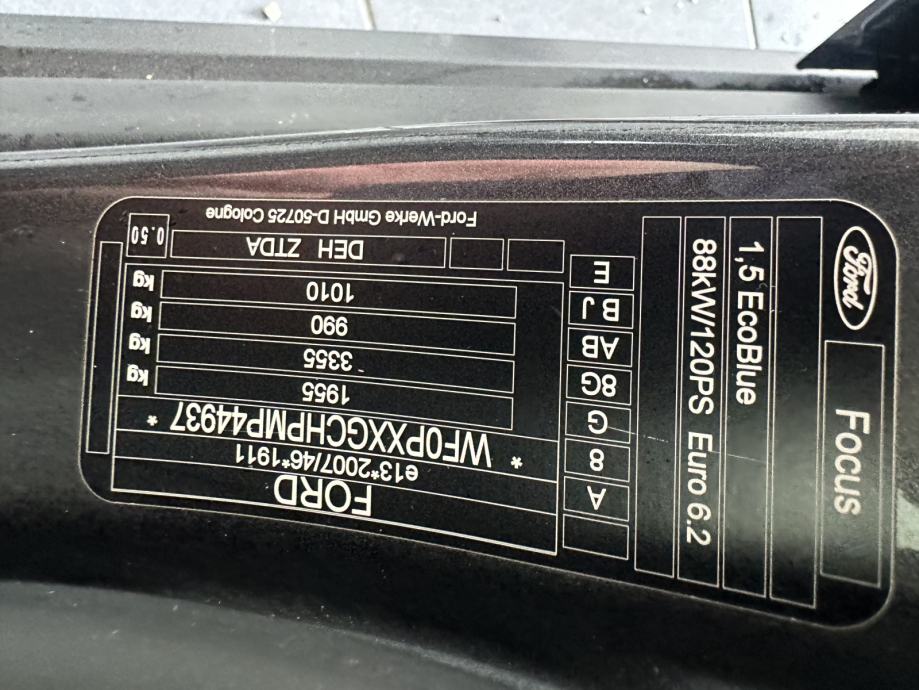 FORD
e13*2007/46*1911
* WF0PXXGCHPMP44937 *
1955 kg
3355 kg
990 kg
1010 kg
DEH ZTDA 0.50
Ford-Werke GmbH D-50725 Cologne
A
8
G
8G
AB
BJ
E
Ford
Focus
1,5 EcoBlue
88kW/120PS Euro 6.2